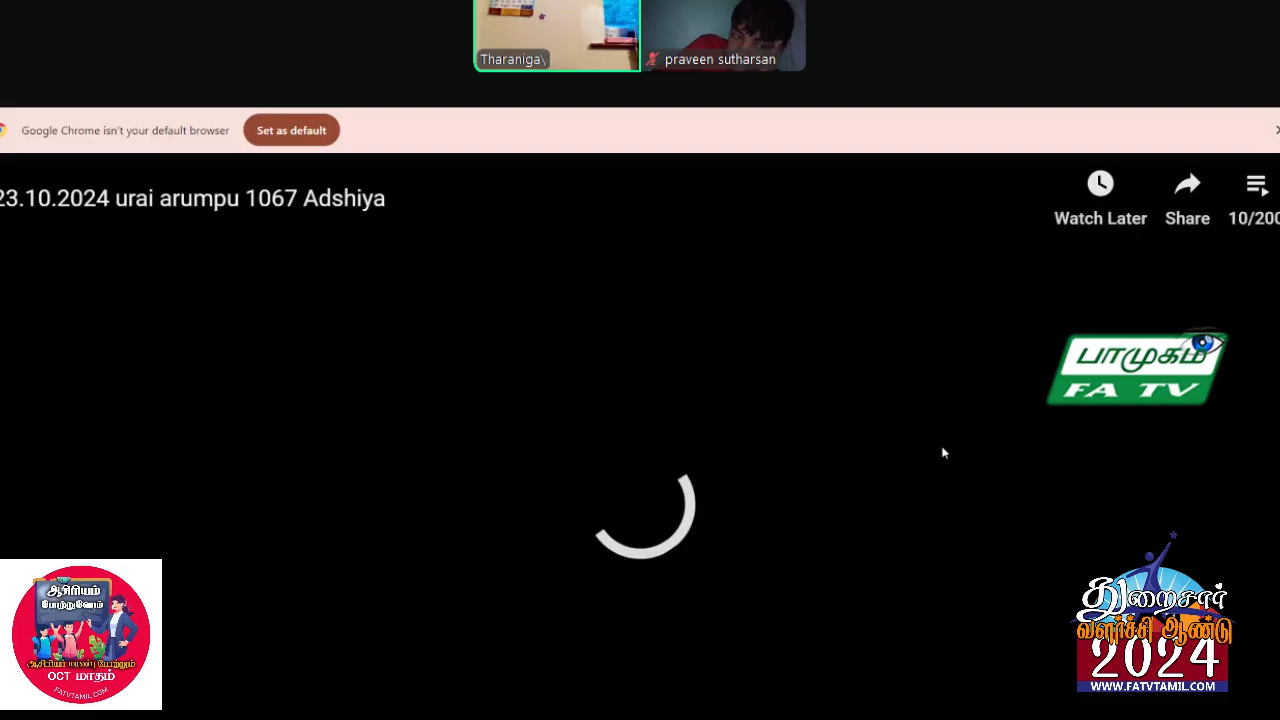 Tharaniga\
praveen sutharsan
Google Chrome isn't your default browser
Set as default
23.10.2024 urai arumpu 1067 Adshiya
Watch Later
Share
10/200
பாமுகம்
FA TV
ஆசிரியம்
போற்றுவோம்
ஆசிரியர் மாண்பு போற்றும்
OCT மாதம்
FATVTAMIL.COM
துறைசார்
வளர்ச்சி ஆண்டு
2024
WWW.FATVTAMIL.COM